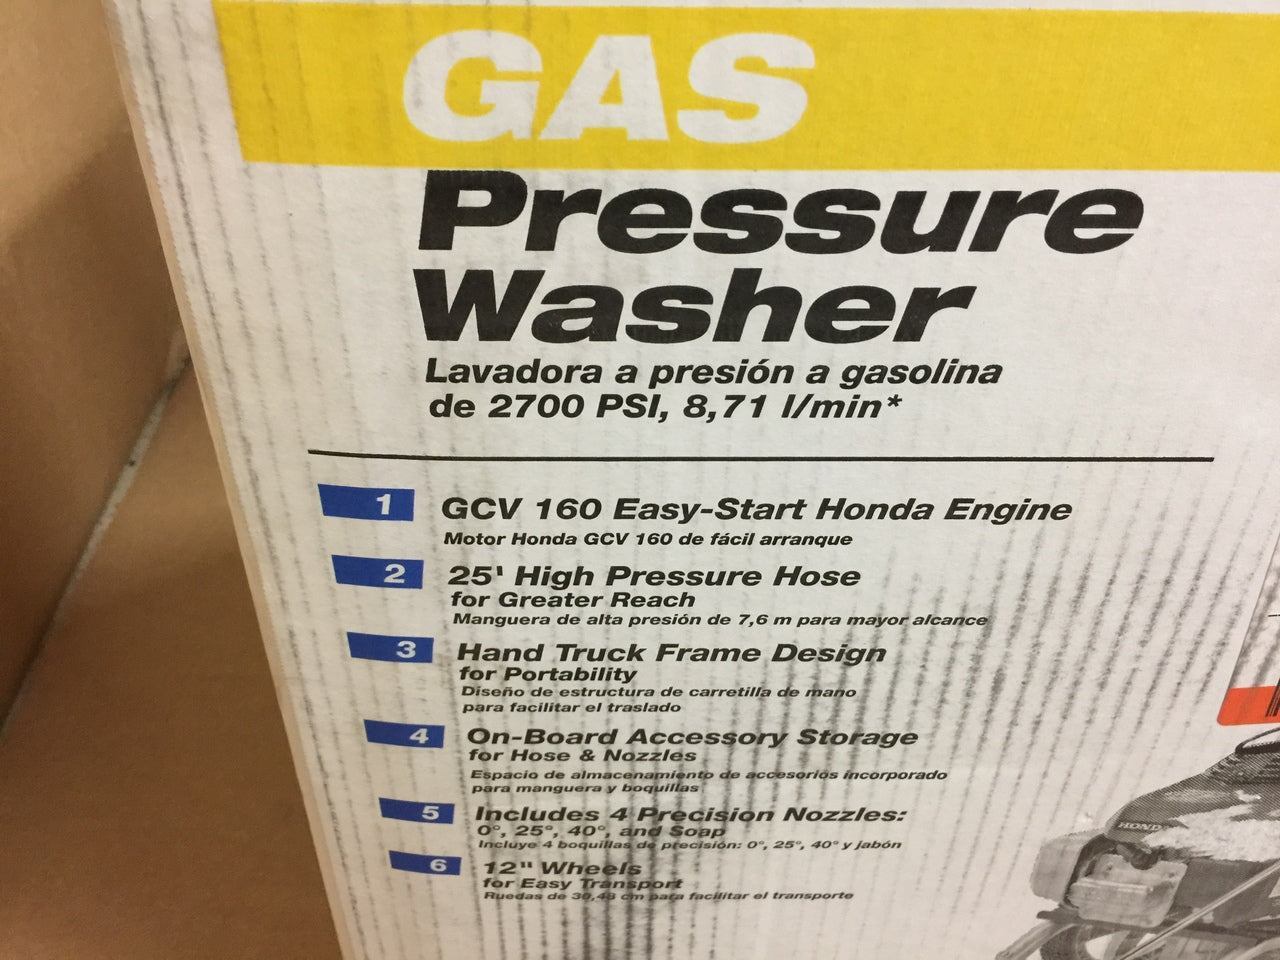 GAS
Pressure
Washer
Lavadora a presión a gasolina
de 2700 PSI, 8,71 l/min*
1 GCV 160 Easy-Start Honda Engine
Motor Honda GCV 160 de fácil arranque
2 25' High Pressure Hose
for Greater Reach
Manguera de alta presión de 7,6 m para mayor alcance
3 Hand Truck Frame Design
for Portability
Diseño de estructura de carretilla de mano
para facilitar el traslado
4 On-Board Accessory Storage
for Hose & Nozzles
Espacio de almacenamiento de accesorios incorporado
para manguera y boquillas
5 Includes 4 Precision Nozzles:
0°, 25°, 40°, and Soap
Incluye 4 boquillas de precisión: 0°, 25°, 40° y jabón
6 12" Wheels
for Easy Transport
Ruedas de 30,48 cm para facilitar el transporte
HONDA